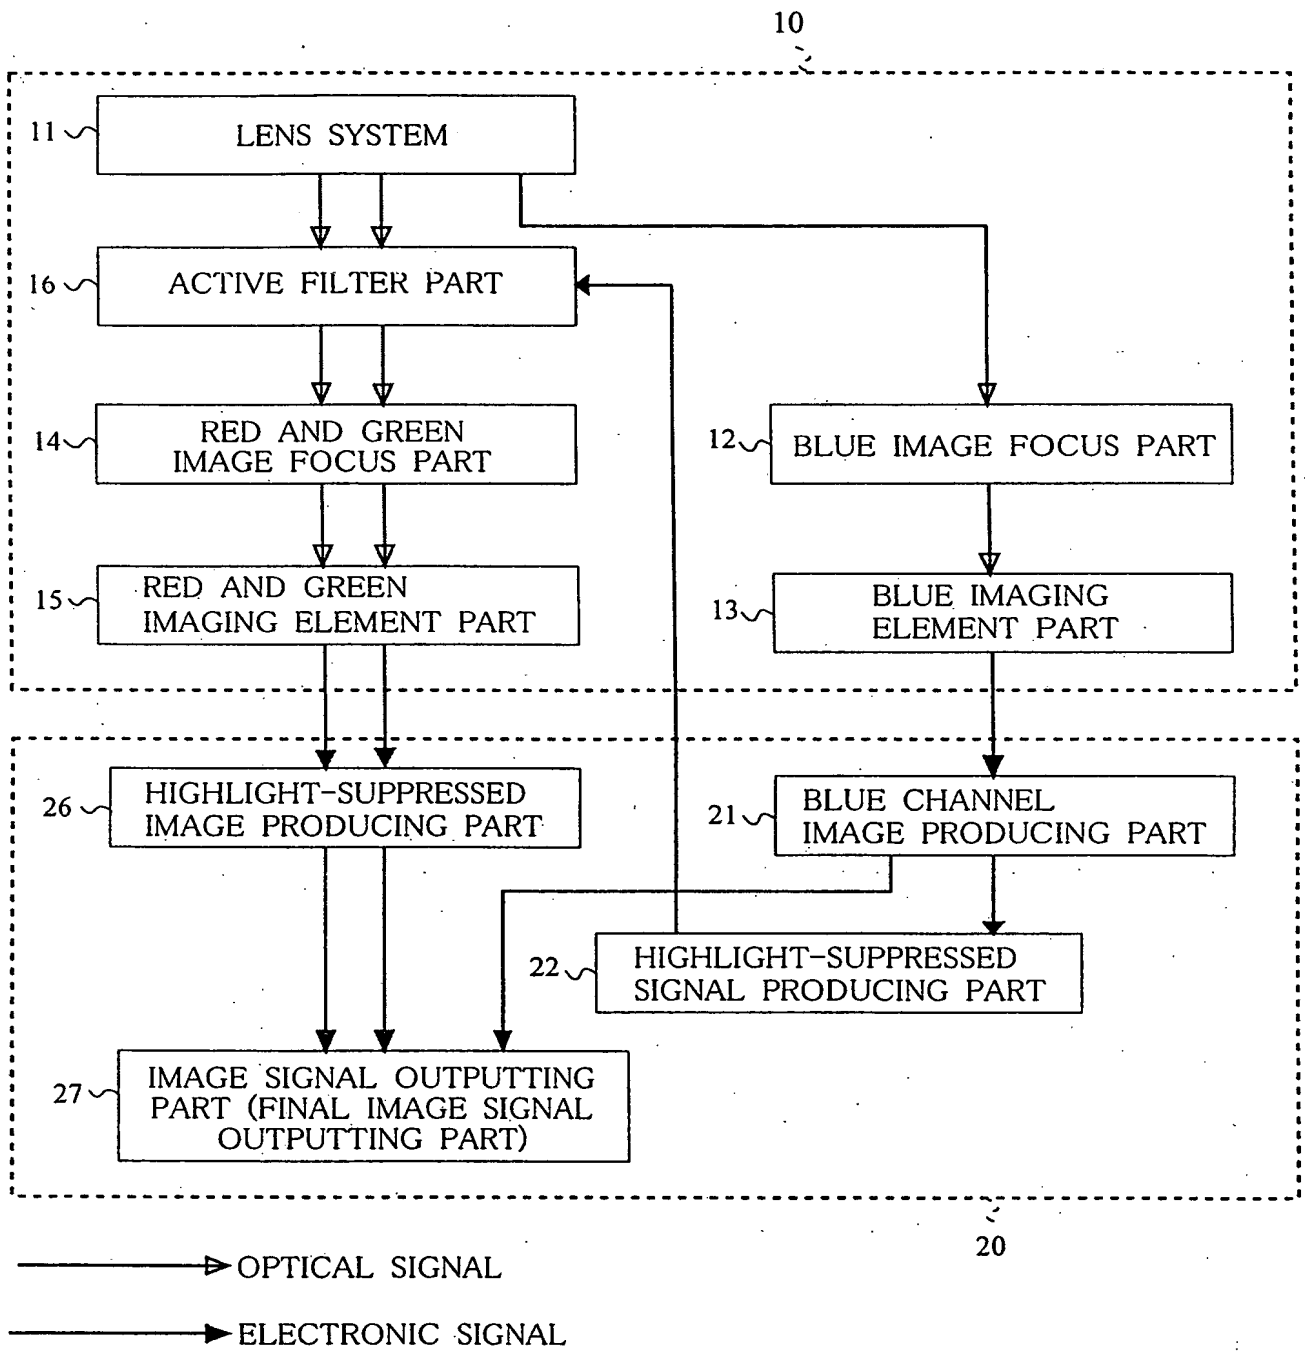 10
11
LENS SYSTEM
16
ACTIVE FILTER PART
14
RED AND GREEN
IMAGE FOCUS PART
12
BLUE IMAGE FOCUS PART
15
RED AND GREEN
IMAGING ELEMENT PART
13
BLUE IMAGING
ELEMENT PART
26
HIGHLIGHT-SUPPRESSED
IMAGE PRODUCING PART
21
BLUE CHANNEL
IMAGE PRODUCING PART
22
HIGHLIGHT-SUPPRESSED
SIGNAL PRODUCING PART
27
IMAGE SIGNAL OUTPUTTING
PART (FINAL IMAGE SIGNAL
OUTPUTTING PART)
20
OPTICAL SIGNAL
ELECTRONIC SIGNAL